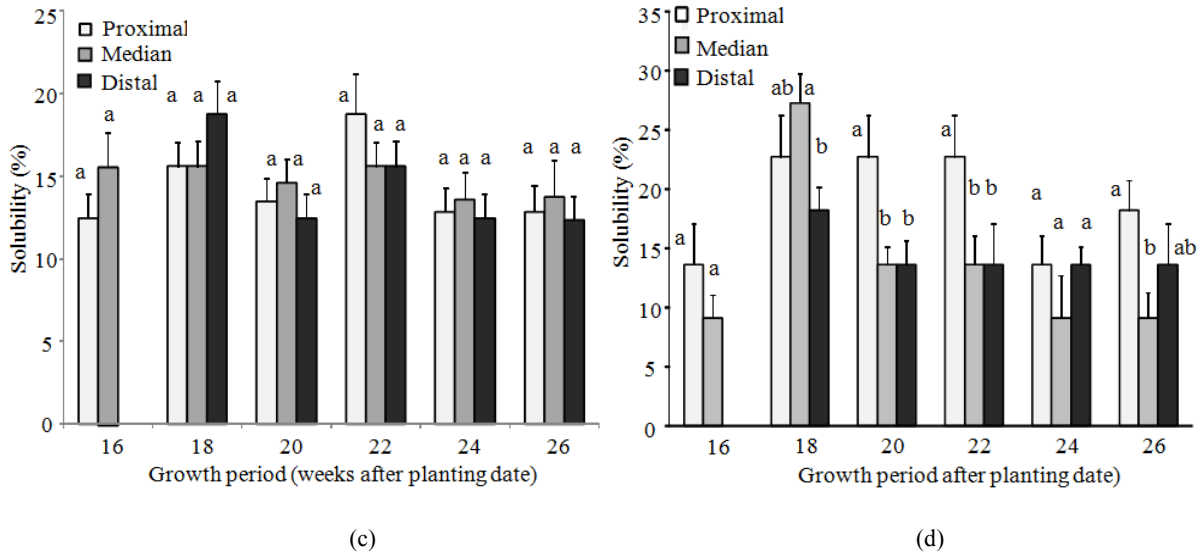 25
20
15
10
5
0
Solubility (%)
Proximal
Median
Distal
a a
a a a
a a a
a a a
a a a
a a a
16 18 20 22 24 26
Growth period (weeks after planting date)
(c)
35
30
25
20
15
10
5
0
Solubility (%)
Proximal
Median
Distal
a a
ab a b
a b b
a b b
a a a
a b ab
16 18 20 22 24 26
Growth period after planting date)
(d)